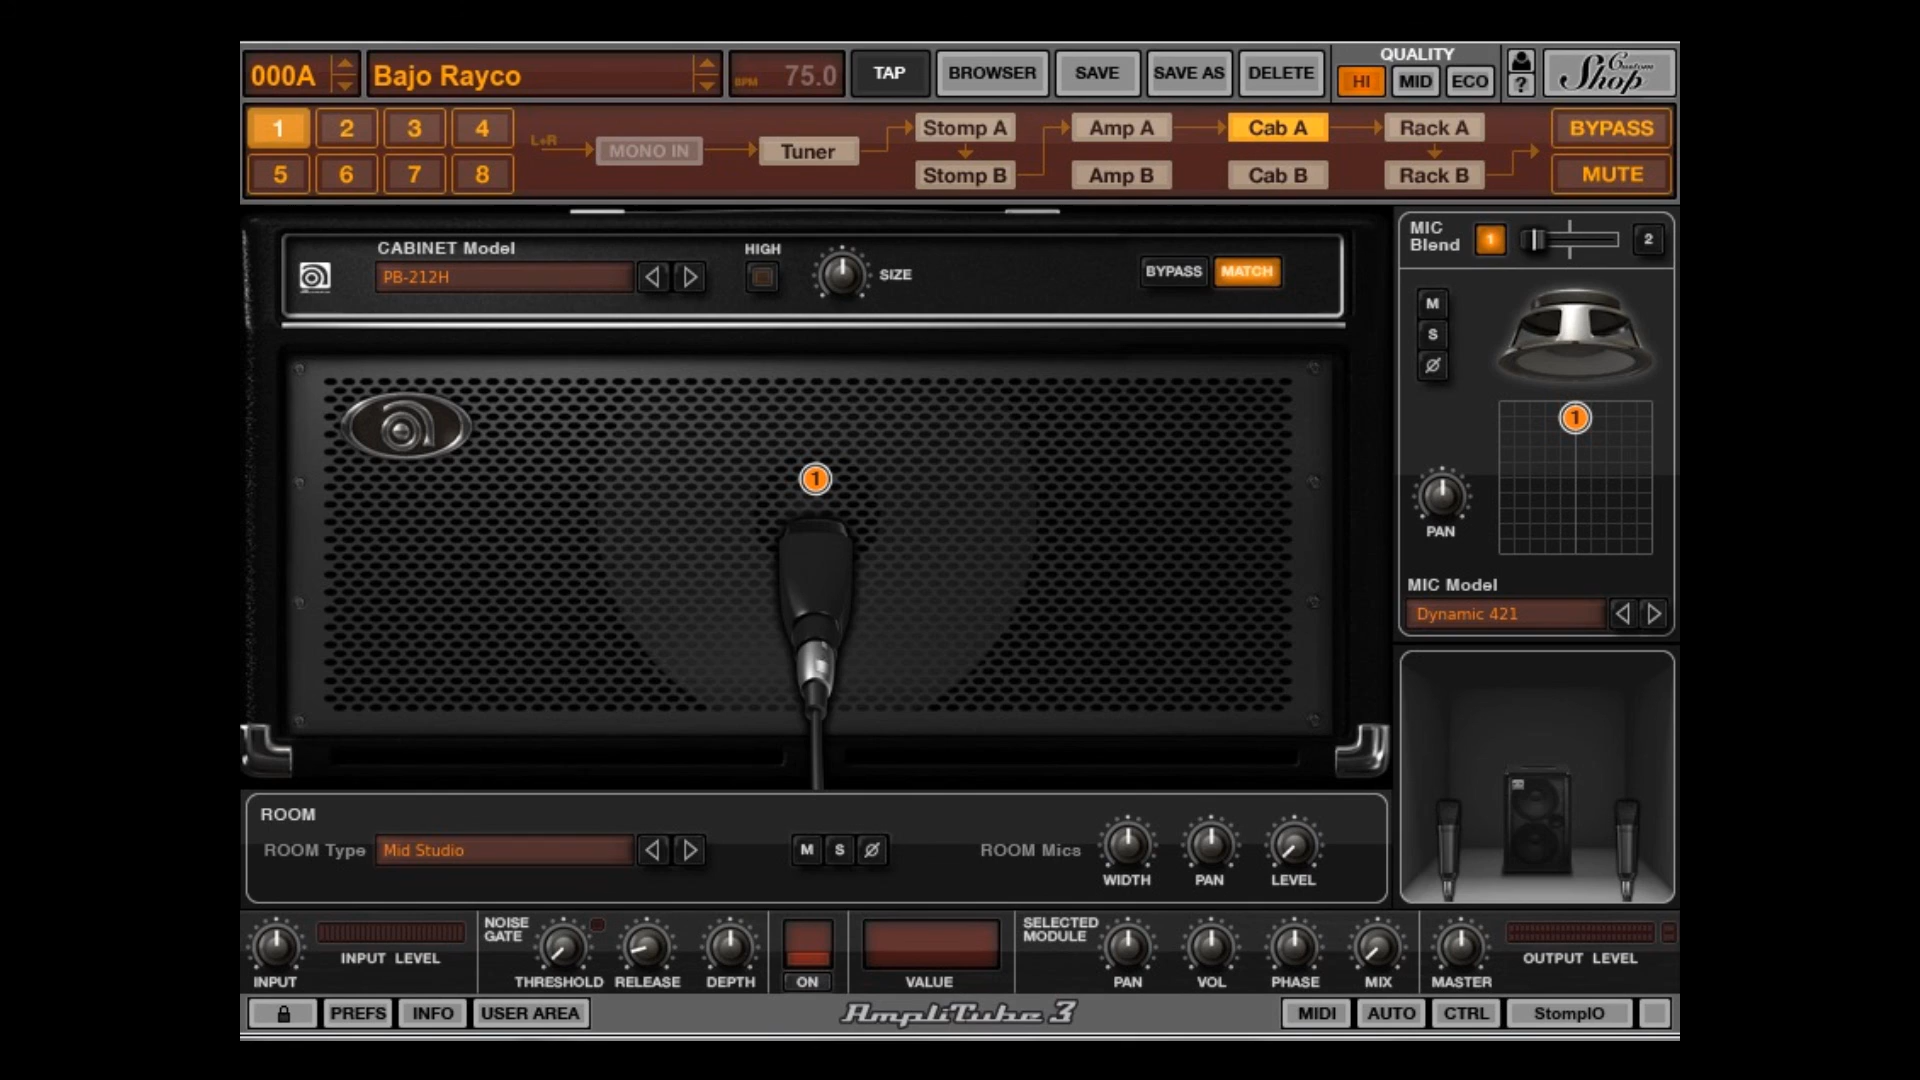 000A Bajo Rayco BPM 75.0 TAP BROWSER SAVE SAVE AS DELETE QUALITY HI MID ECO ? Custom Shop
1 2 3 4 L+R MONO IN Tuner Stomp A Amp A Cab A Rack A BYPASS
5 6 7 8 Stomp B Amp B Cab B Rack B MUTE
CABINET Model HIGH
PB-212H SIZE BYPASS MATCH
MIC Blend 1 2
M
S
Ø
1
1
PAN
MIC Model
Dynamic 421
ROOM
ROOM Type Mid Studio M S Ø ROOM Mics
WIDTH PAN LEVEL
INPUT INPUT LEVEL
NOISE GATE THRESHOLD RELEASE DEPTH
ON
VALUE
SELECTED MODULE PAN VOL PHASE MIX
MASTER OUTPUT LEVEL
PREFS INFO USER AREA AmpliTube 3 MIDI AUTO CTRL StompIO